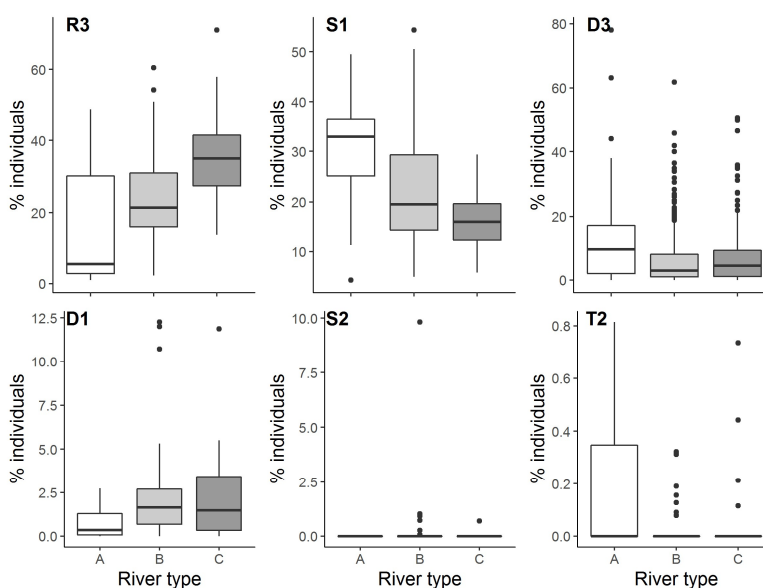 R3
S1
D3
% individuals
60
40
20
0
% individuals
50
40
30
20
10
% individuals
80
60
40
20
0
D1
S2
T2
% individuals
12.5
10.0
7.5
5.0
2.5
0.0
% individuals
10.0
7.5
5.0
2.5
0.0
% individuals
0.8
0.6
0.4
0.2
0.0
A B C
A B C
A B C
River type
River type
River type